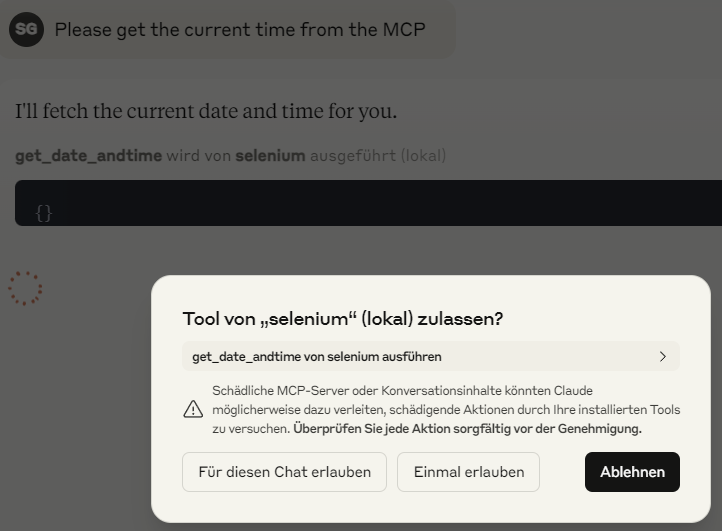 SG Please get the current time from the MCP
I'll fetch the current date and time for you.
get_date_andtime wird von selenium ausgeführt (lokal)
{}
Tool von „selenium“ (lokal) zulassen?
get_date_andtime von selenium ausführen
Schädliche MCP-Server oder Konversationsinhalte könnten Claude
möglicherweise dazu verleiten, schädigende Aktionen durch Ihre installierten Tools
zu versuchen. Überprüfen Sie jede Aktion sorgfältig vor der Genehmigung.
Für diesen Chat erlauben Einmal erlauben Ablehnen